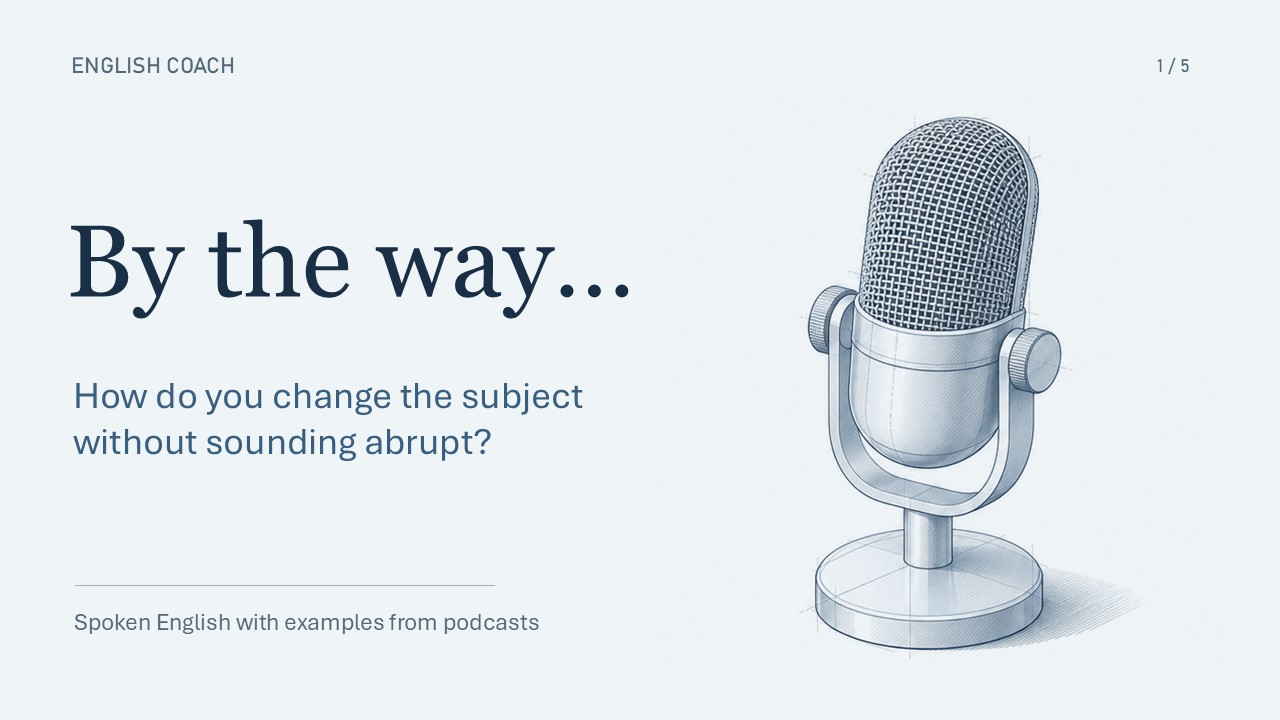 ENGLISH COACH
1 / 5
By the way...
How do you change the subject
without sounding abrupt?
Spoken English with examples from podcasts